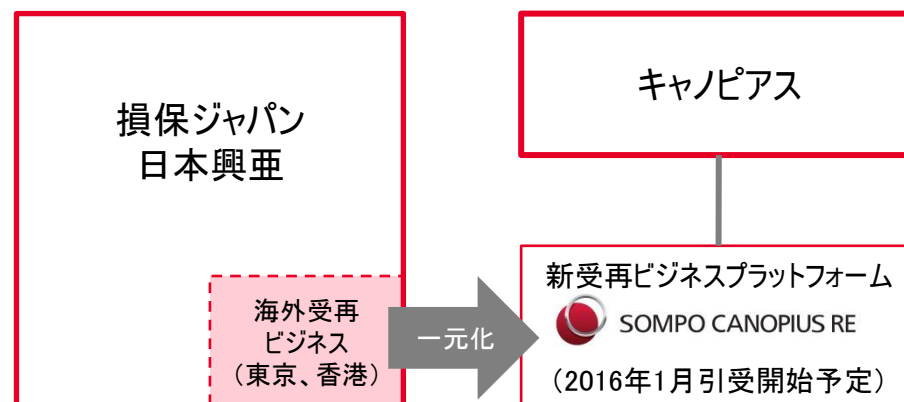 損保ジャパン
日本興亜
海外受再
ビジネス
（東京、香港）
一元化
キャノピアス
新受再ビジネスプラットフォーム
SOMPO CANOPIUS RE
（2016年1月引受開始予定）